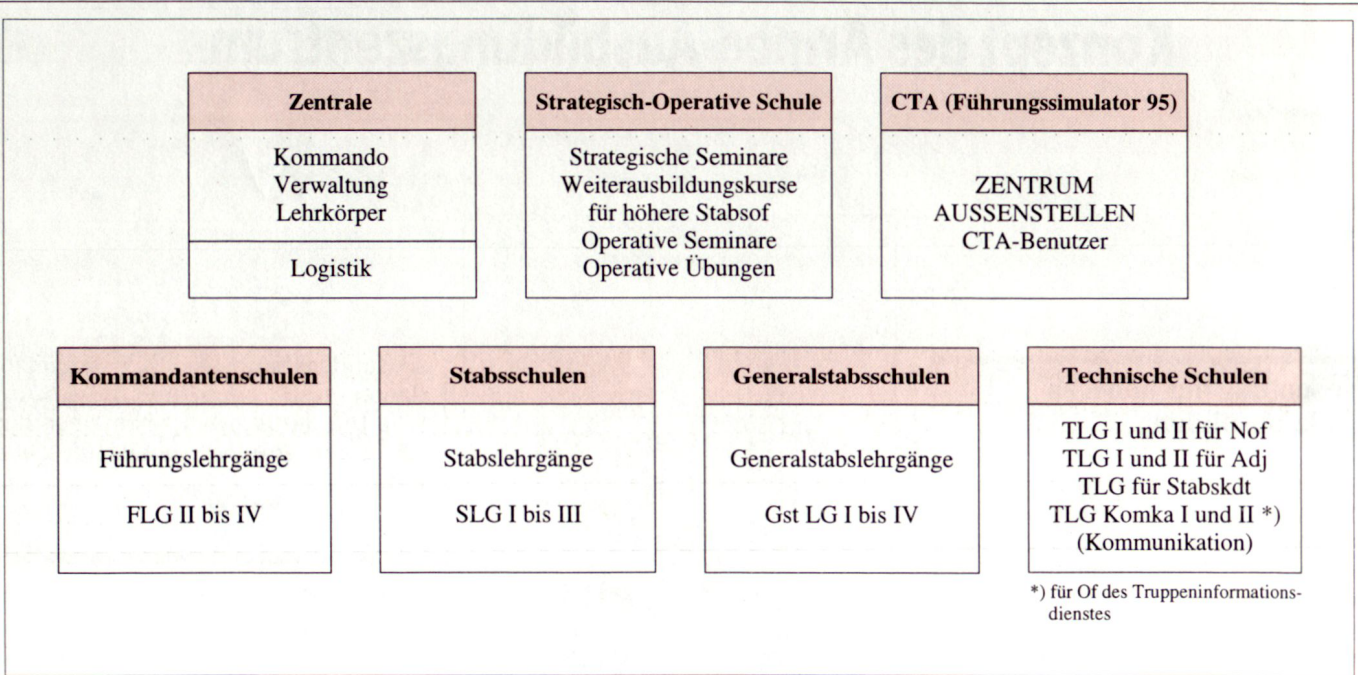 Zentrale
Kommando
Verwaltung
Lehrkörper
Logistik
Strategisch-Operative Schule
Strategische Seminare
Weiterausbildungskurse
für höhere Stabsof
Operative Seminare
Operative Übungen
CTA (Führungssimulator 95)
ZENTRUM
AUSSENSTELLEN
CTA-Benutzer
Kommandantenschulen
Führungslehrgänge
FLG II bis IV
Stabsschulen
Stabslehrgänge
SLG I bis III
Generalstabsschulen
Generalstabslehrgänge
Gst LG I bis IV
Technische Schulen
TLG I und II für Nof
TLG I und II für Adj
TLG für Stabskdt
TLG Komka I und II *)
(Kommunikation)
*) für Of des Truppeninformations-
dienstes